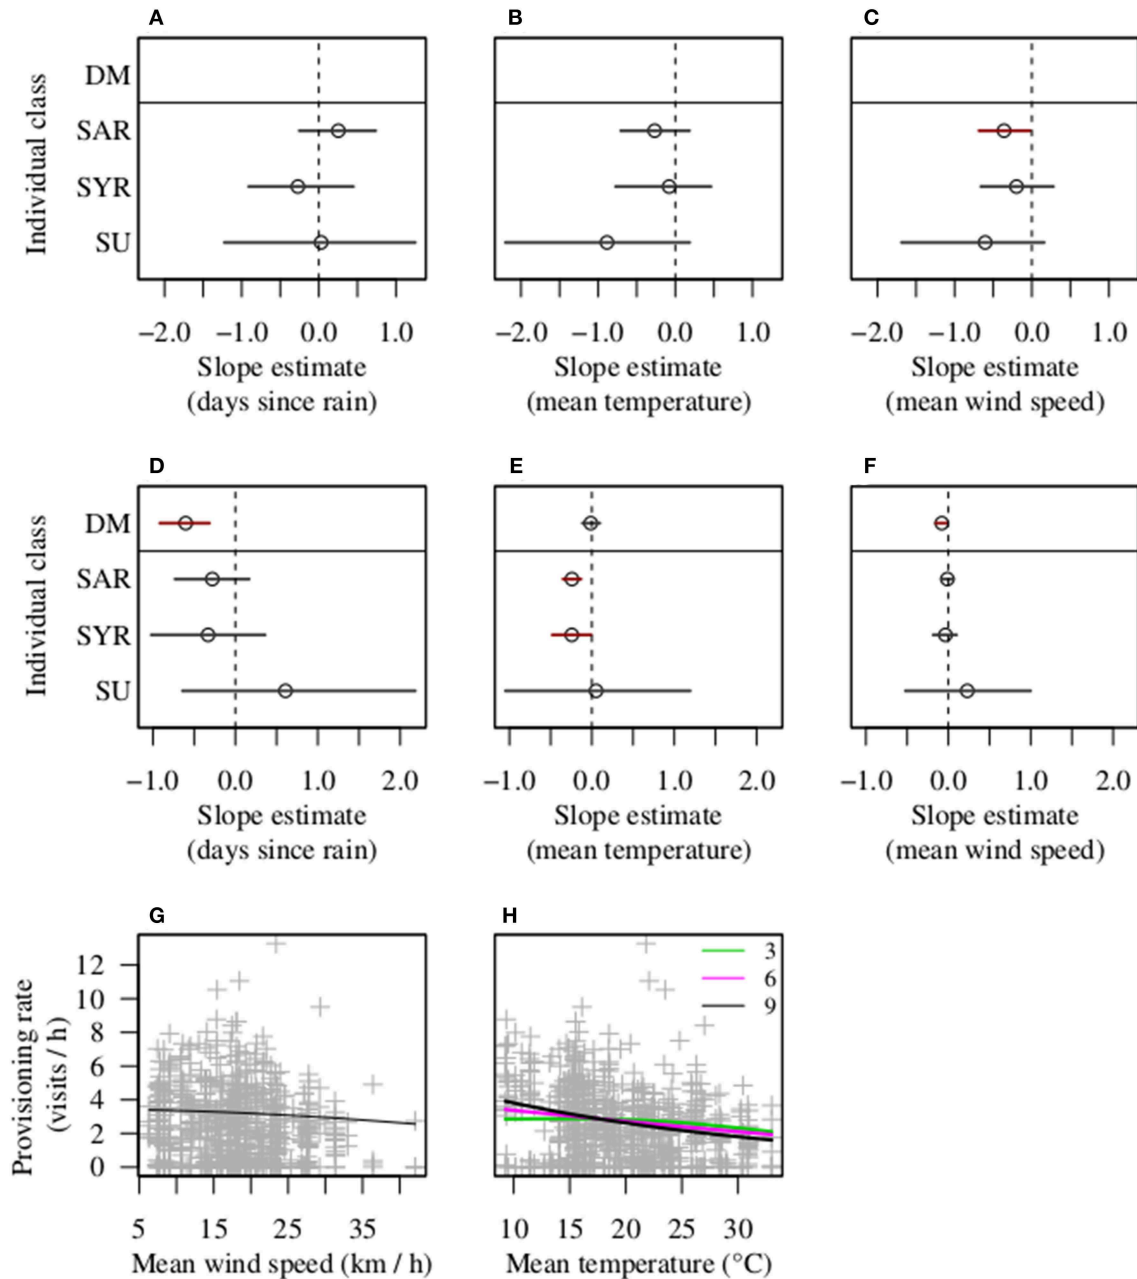 A
B
C
Individual class
DM
SAR
SYR
SU
−2.0 −1.0 0.0 1.0
−2.0 −1.0 0.0 1.0
−2.0 −1.0 0.0 1.0
Slope estimate
(days since rain)
Slope estimate
(mean temperature)
Slope estimate
(mean wind speed)
D
E
F
Individual class
DM
SAR
SYR
SU
−1.0 0.0 1.0 2.0
−1.0 0.0 1.0 2.0
−1.0 0.0 1.0 2.0
Slope estimate
(days since rain)
Slope estimate
(mean temperature)
Slope estimate
(mean wind speed)
G
H
Provisioning rate
(visits / h)
12
10
8
6
4
2
0
3
6
9
5 15 25 35
10 15 20 25 30
Mean wind speed (km / h)
Mean temperature (°C)